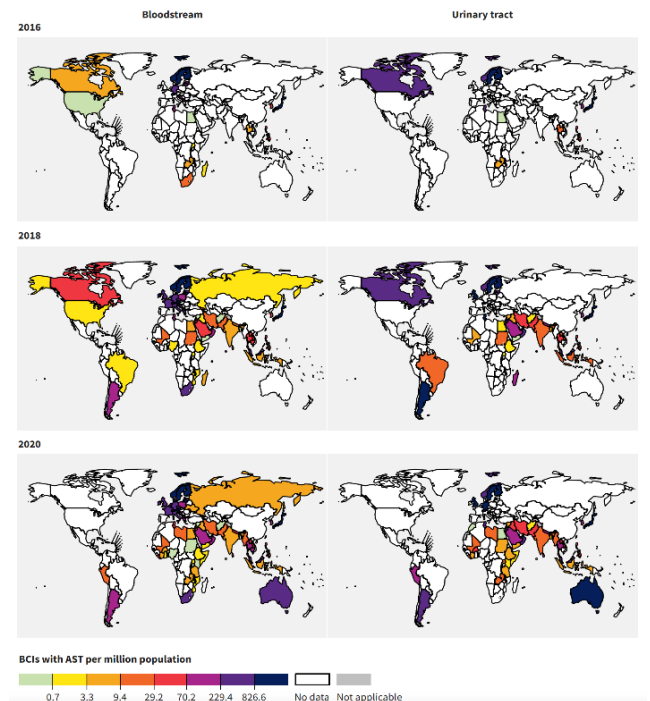 Bloodstream Urinary tract
2016
2018
2020
BCIs with AST per million population
0.7 3.3 9.4 29.2 70.2 229.4 826.6 No data Not applicable